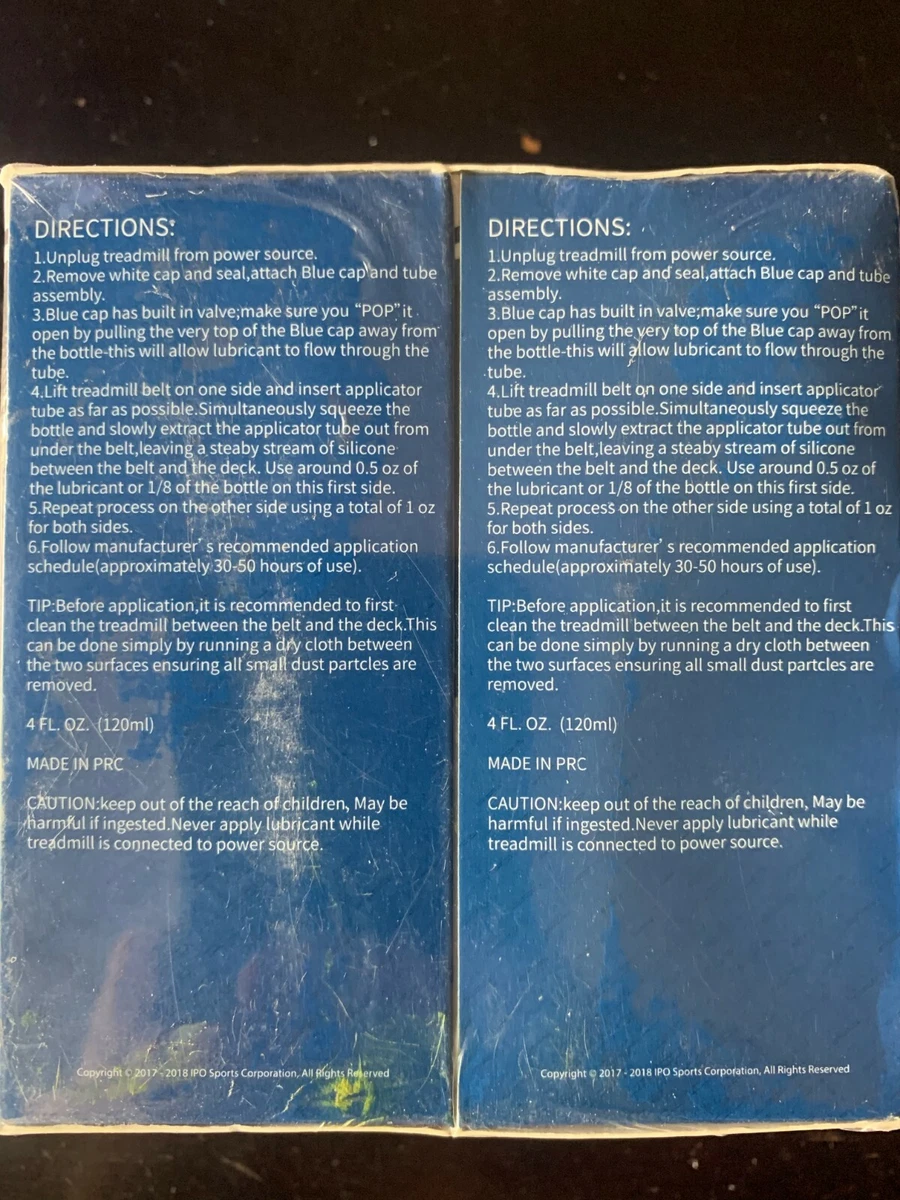 DIRECTIONS:
1.Unplug treadmill from power source.
2.Remove white cap and seal,attach Blue cap and tube
assembly.
3.Blue cap has built in valve;make sure you “POP”it
open by pulling the very top of the Blue cap away from
the bottle-this will allow lubricant to flow through the
tube.
4.Lift treadmill belt on one side and insert applicator
tube as far as possible.Simultaneously squeeze the
bottle and slowly extract the applicator tube out from
under the belt,leaving a steaby stream of silicone
between the belt and the deck. Use around 0.5 oz of
the lubricant or 1/8 of the bottle on this first side.
5.Repeat process on the other side using a total of 1 oz
for both sides.
6.Follow manufacturer’s recommended application
schedule(approximately 30-50 hours of use).
TIP:Before application,it is recommended to first
clean the treadmill between the belt and the deck.This
can be done simply by running a dry cloth between
the two surfaces ensuring all small dust partcles are
removed.
4 FL. OZ. (120ml)
MADE IN PRC
CAUTION:keep out of the reach of children, May be
harmful if ingested.Never apply lubricant while
treadmill is connected to power source.
Copyright © 2017 - 2018 IPO Sports Corporation, All Rights Reserved
DIRECTIONS:
1.Unplug treadmill from power source.
2.Remove white cap and seal,attach Blue cap and tube
assembly.
3.Blue cap has built in valve;make sure you “POP”it
open by pulling the very top of the Blue cap away from
the bottle-this will allow lubricant to flow through the
tube.
4.Lift treadmill belt on one side and insert applicator
tube as far as possible.Simultaneously squeeze the
bottle and slowly extract the applicator tube out from
under the belt,leaving a steaby stream of silicone
between the belt and the deck. Use around 0.5 oz of
the lubricant or 1/8 of the bottle on this first side.
5.Repeat process on the other side using a total of 1 oz
for both sides.
6.Follow manufacturer’s recommended application
schedule(approximately 30-50 hours of use).
TIP:Before application,it is recommended to first
clean the treadmill between the belt and the deck.This
can be done simply by running a dry cloth between
the two surfaces ensuring all small dust partcles are
removed.
4 FL. OZ. (120ml)
MADE IN PRC
CAUTION:keep out of the reach of children, May be
harmful if ingested.Never apply lubricant while
treadmill is connected to power source.
Copyright © 2017 - 2018 IPO Sports Corporation, All Rights Reserved